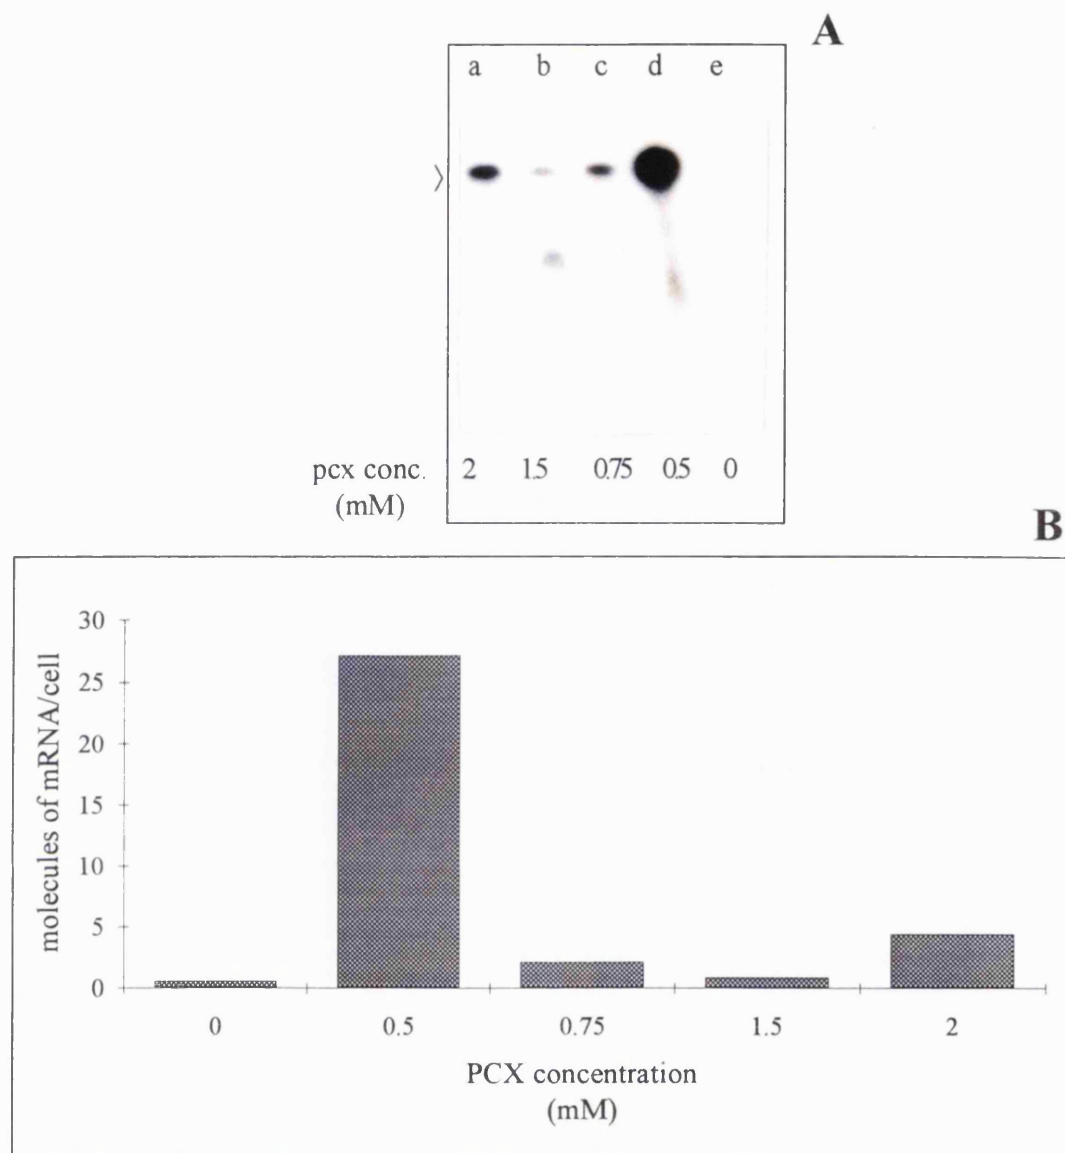 A
a b c d e
pcx conc. 2 1.5 0.75 0.5 0
(mM)
B
30
25
20
15
10
5
0
molecules of mRNA/cell
0 0.5 0.75 1.5 2
PCX concentration
(mM)